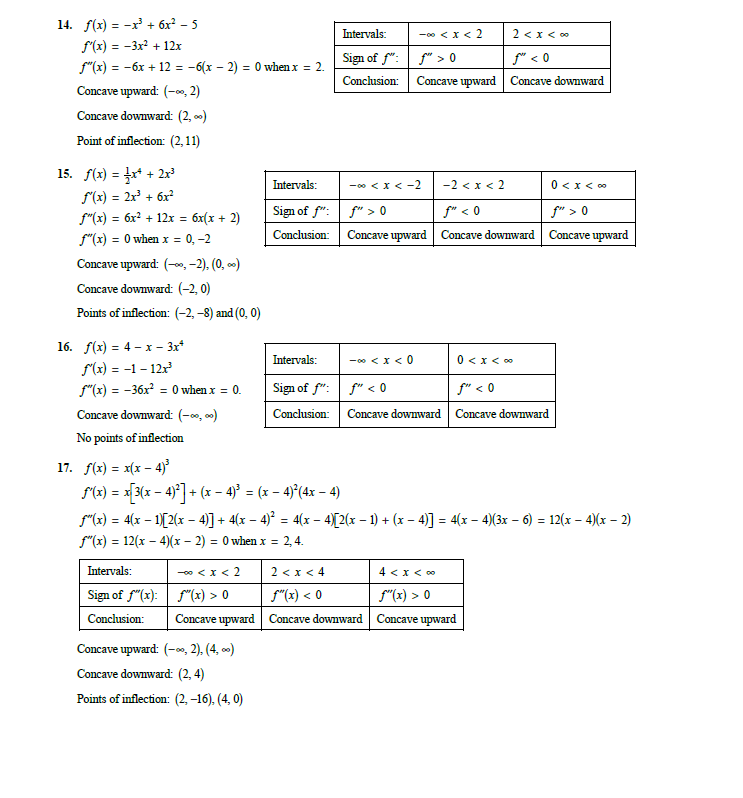 14. f(x) = −x³ + 6x² − 5
f′(x) = −3x² + 12x
f″(x) = −6x + 12 = −6(x − 2) = 0 when x = 2.
Intervals: −∞ < x < 2 2 < x < ∞
Sign of f″: f″ > 0 f″ < 0
Conclusion: Concave upward Concave downward
Concave upward: (−∞, 2)
Concave downward: (2, ∞)
Point of inflection: (2, 11)
15. f(x) = ½x⁴ + 2x³
f′(x) = 2x³ + 6x²
f″(x) = 6x² + 12x = 6x(x + 2)
f″(x) = 0 when x = 0, −2
Intervals: −∞ < x < −2 −2 < x < 2 0 < x < ∞
Sign of f″: f″ > 0 f″ < 0 f″ > 0
Conclusion: Concave upward Concave downward Concave upward
Concave upward: (−∞, −2), (0, ∞)
Concave downward: (−2, 0)
Points of inflection: (−2, −8) and (0, 0)
16. f(x) = 4 − x − 3x⁴
f′(x) = −1 − 12x³
f″(x) = −36x² = 0 when x = 0.
Intervals: −∞ < x < 0 0 < x < ∞
Sign of f″: f″ < 0 f″ < 0
Conclusion: Concave downward Concave downward
Concave downward: (−∞, ∞)
No points of inflection
17. f(x) = x(x − 4)³
f′(x) = x[3(x − 4)²] + (x − 4)³ = (x − 4)²(4x − 4)
f″(x) = 4(x − 1)[2(x − 4)] + 4(x − 4)² = 4(x − 4)[2(x − 1) + (x − 4)] = 4(x − 4)(3x − 6) = 12(x − 4)(x − 2)
f″(x) = 12(x − 4)(x − 2) = 0 when x = 2, 4.
Intervals: −∞ < x < 2 2 < x < 4 4 < x < ∞
Sign of f″(x): f″(x) > 0 f″(x) < 0 f″(x) > 0
Conclusion: Concave upward Concave downward Concave upward
Concave upward: (−∞, 2), (4, ∞)
Concave downward: (2, 4)
Points of inflection: (2, −16), (4, 0)